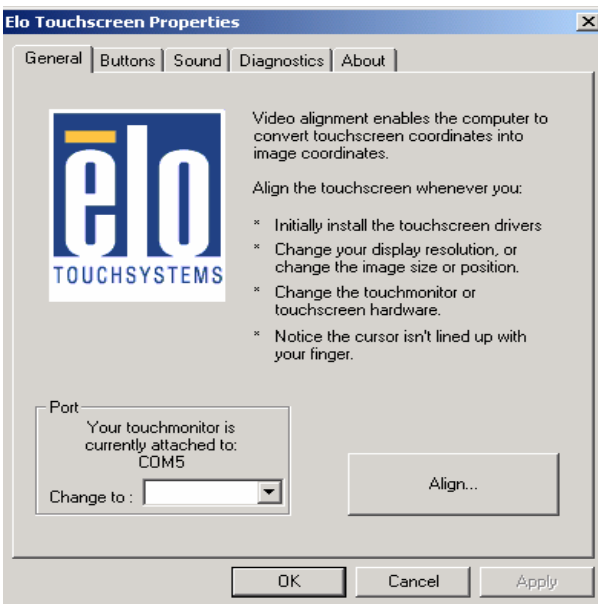 Elo Touchscreen Properties
General Buttons Sound Diagnostics About
elo
TOUCHSYSTEMS
Video alignment enables the computer to
convert touchscreen coordinates into
image coordinates.
Align the touchscreen whenever you:
* Initially install the touchscreen drivers
* Change your display resolution, or
change the image size or position.
* Change the touchmonitor or
touchscreen hardware.
* Notice the cursor isn't lined up with
your finger.
Port
Your touchmonitor is
currently attached to:
COM5
Change to :
Align...
OK Cancel Apply